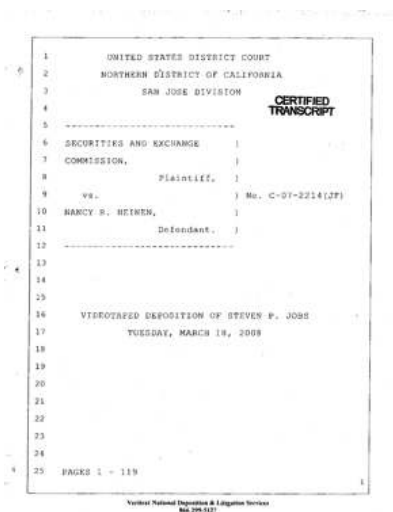 1 UNITED STATES DISTRICT COURT
2 NORTHERN DISTRICT OF CALIFORNIA
3 SAN JOSE DIVISION
CERTIFIED
TRANSCRIPT
4
5 ----------------------------
6 SECURITIES AND EXCHANGE )
7 COMMISSION, )
8 Plaintiff, )
9 vs. ) No. C-07-2214(JF)
10 NANCY R. HEINEN, )
11 Defendant. )
12 ----------------------------
13
14
15
16 VIDEOTAPED DEPOSITION OF STEVEN P. JOBS
17 TUESDAY, MARCH 18, 2008
18
19
20
21
22
23
24
25 PAGES 1 - 119
1
Veritext National Deposition & Litigation Services
866 299-5127